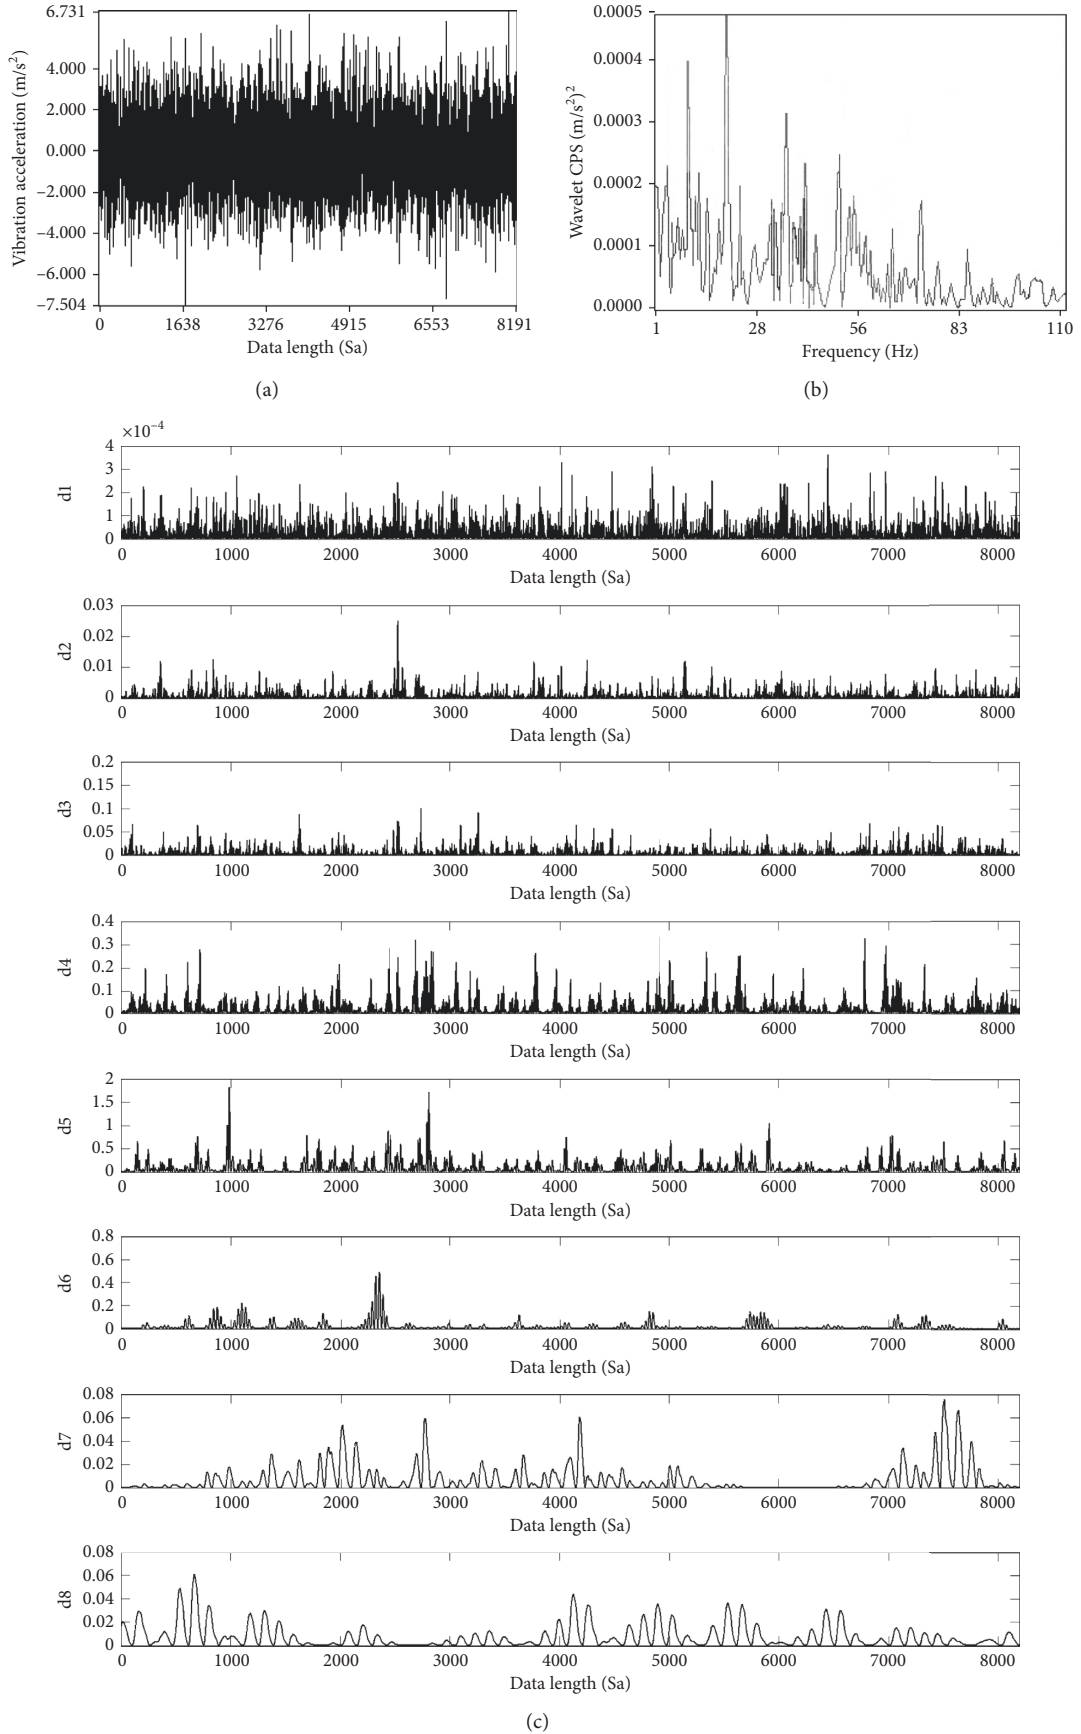 6.731
4.000
2.000
0.000
–2.000
–4.000
–6.000
–7.504
Vibration acceleration (m/s²)
0 1638 3276 4915 6553 8191
Data length (Sa)
(a)
0.0005
0.0004
0.0003
0.0002
0.0001
0.0000
Wavelet CPS (m/s²)²
1 28 56 83 110
Frequency (Hz)
(b)
×10⁻⁴
4
3
2
1
0
d1
0 1000 2000 3000 4000 5000 6000 7000 8000
Data length (Sa)
0.03
0.02
0.01
0
d2
0 1000 2000 3000 4000 5000 6000 7000 8000
Data length (Sa)
0.2
0.15
0.1
0.05
0
d3
0 1000 2000 3000 4000 5000 6000 7000 8000
Data length (Sa)
0.4
0.3
0.2
0.1
0
d4
0 1000 2000 3000 4000 5000 6000 7000 8000
Data length (Sa)
2
1.5
1
0.5
0
d5
0 1000 2000 3000 4000 5000 6000 7000 8000
Data length (Sa)
0.8
0.6
0.4
0.2
0
d6
0 1000 2000 3000 4000 5000 6000 7000 8000
Data length (Sa)
0.08
0.06
0.04
0.02
0
d7
0 1000 2000 3000 4000 5000 6000 7000 8000
Data length (Sa)
0.08
0.06
0.04
0.02
0
d8
0 1000 2000 3000 4000 5000 6000 7000 8000
Data length (Sa)
(c)